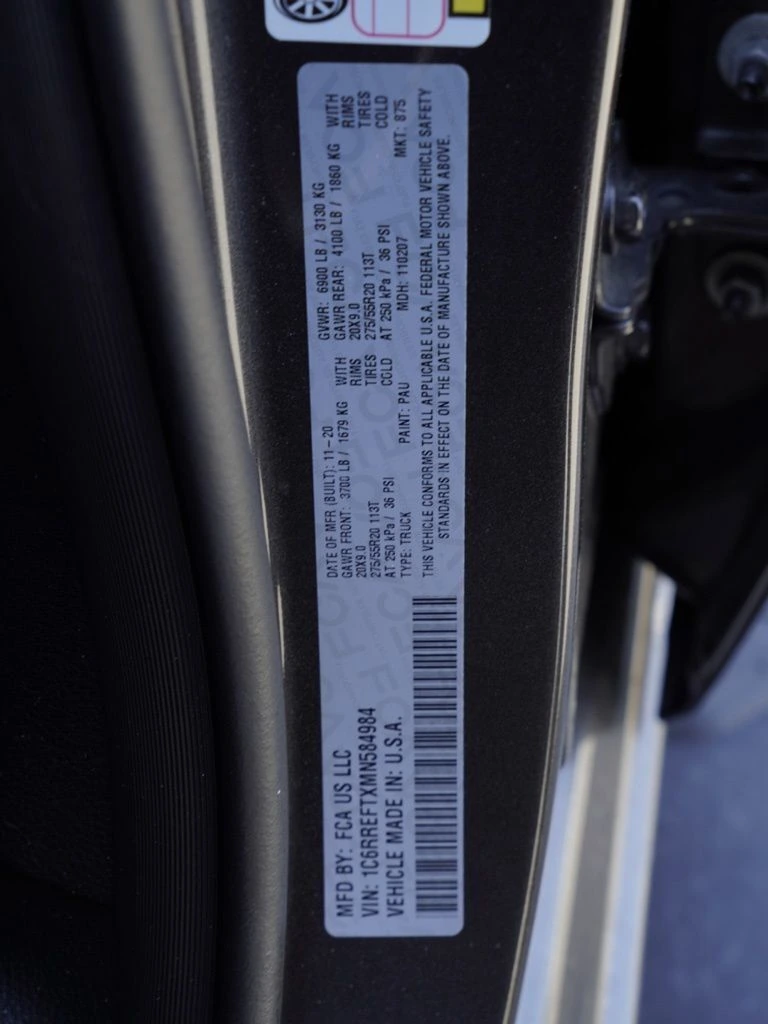 MFD BY: FCA US LLC
VIN: 1C6RREFTXMN584984
VEHICLE MADE IN: U.S.A.
DATE OF MFR (BUILT): 11-20 GVWR: 6900 LB / 3130 KG
GAWR FRONT: 3700 LB / 1679 KG WITH GAWR REAR: 4100 LB / 1860 KG WITH
20X9.0 RIMS 20X9.0 RIMS
275/55R20 113T TIRES 275/55R20 113T TIRES
AT 250 kPa / 36 PSI COLD AT 250 kPa / 36 PSI COLD
TYPE: TRUCK PAINT: PAU MDH: 110207 MKT: 875
THIS VEHICLE CONFORMS TO ALL APPLICABLE U.S.A. FEDERAL MOTOR VEHICLE SAFETY
STANDARDS IN EFFECT ON THE DATE OF MANUFACTURE SHOWN ABOVE.